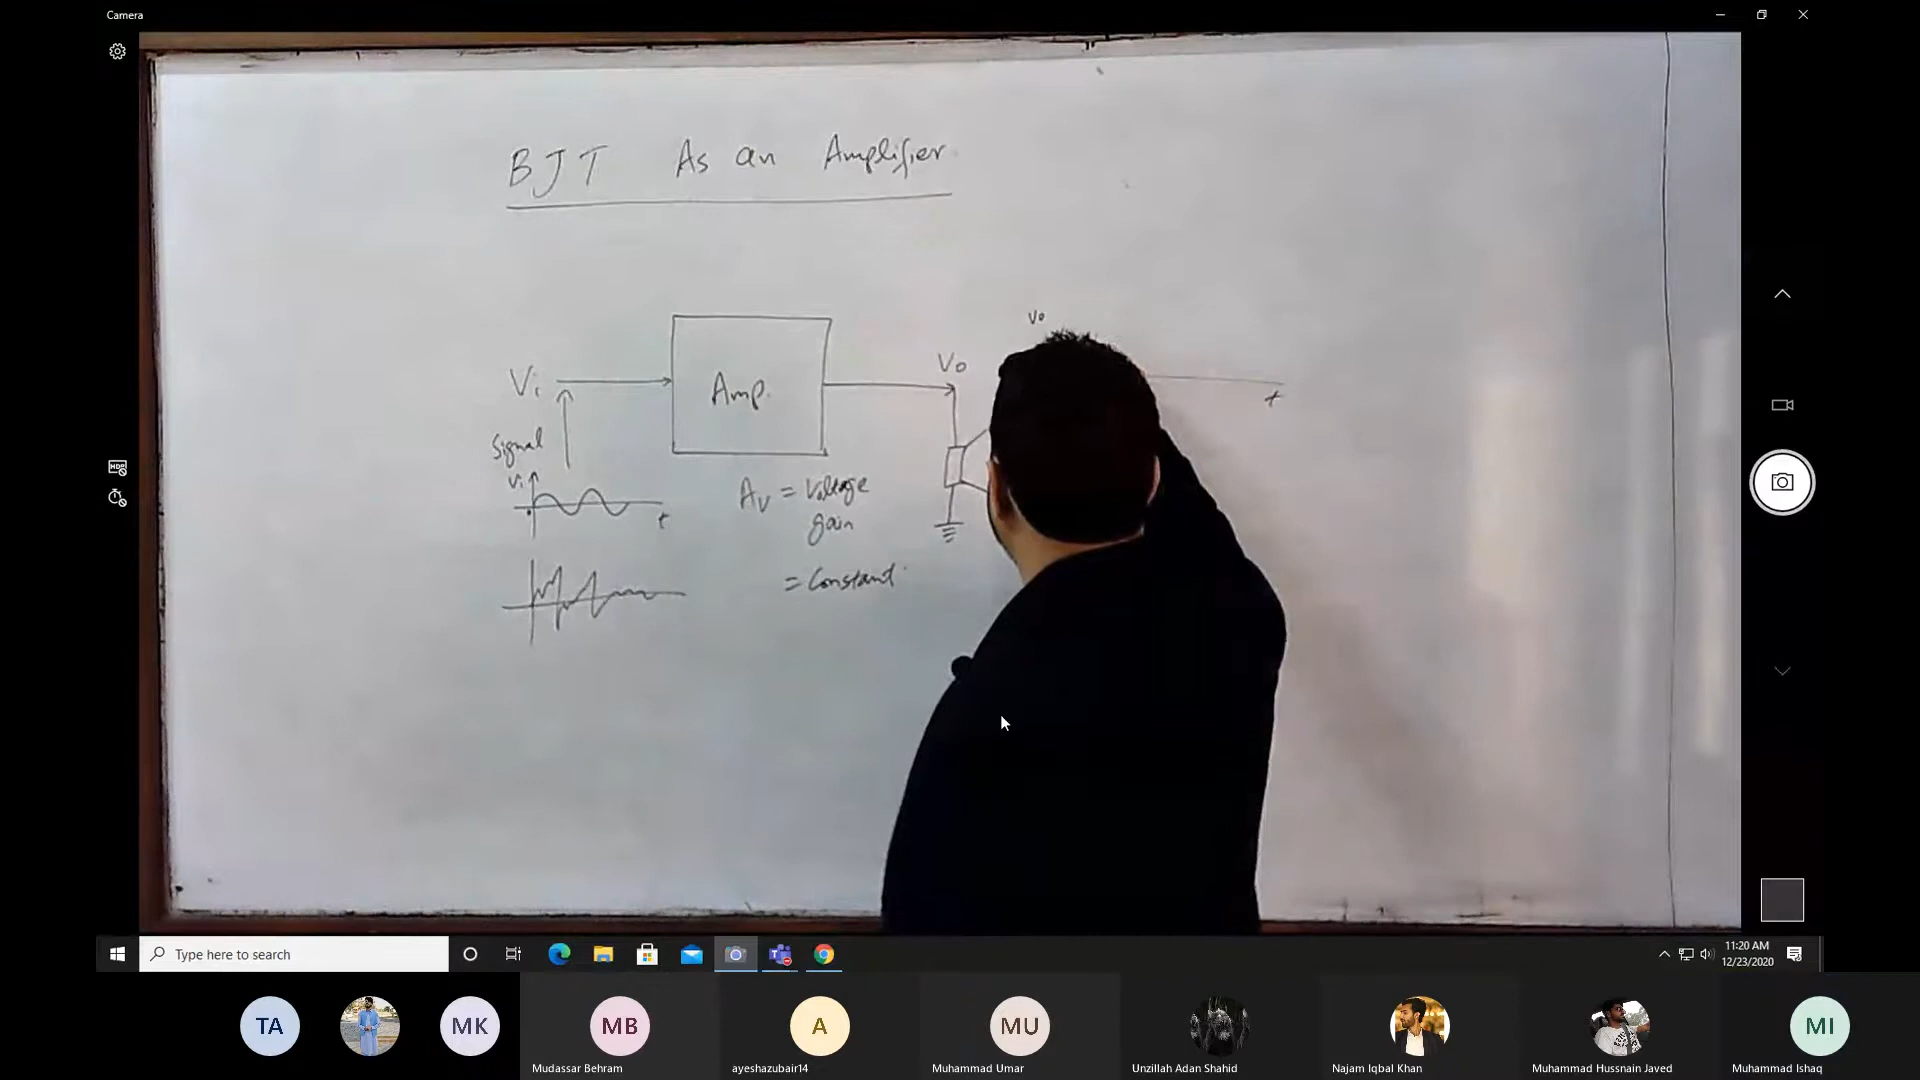 Camera
BJT As an Amplifier
Vo
Vi
Amp.
Vo
t
Signal
Vi
t
Av = Voltage
gain
= Constant
Type here to search
11:20 AM
12/23/2020
TA
MK
MB
A
MU
MI
Mudassar Behram
ayeshazubair14
Muhammad Umar
Unzillah Adan Shahid
Najam Iqbal Khan
Muhammad Hussnain Javed
Muhammad Ishaq